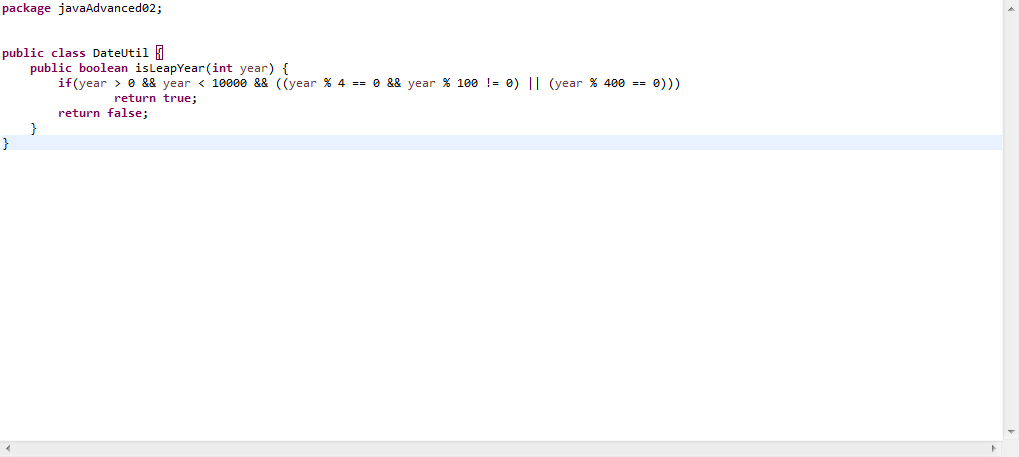 package javaAdvanced02;
public class DateUtil {
public boolean isLeapYear(int year) {
if(year > 0 && year < 10000 && ((year % 4 == 0 && year % 100 != 0) || (year % 400 == 0)))
return true;
return false;
}
}